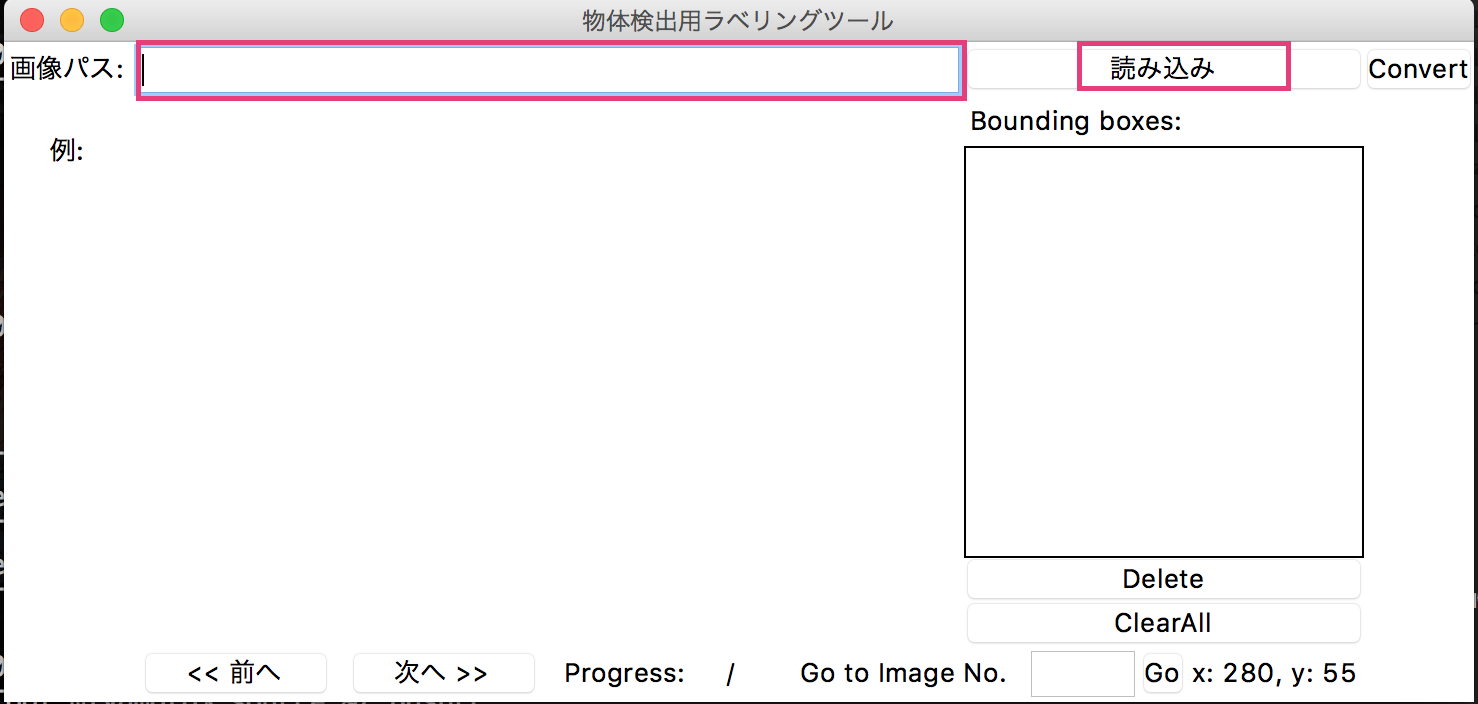 物体検出用ラベリングツール
画像パス: 読み込み Convert
Bounding boxes:
例:
Delete
ClearAll
<< 前へ 次へ >> Progress: / Go to Image No. Go x: 280, y: 55